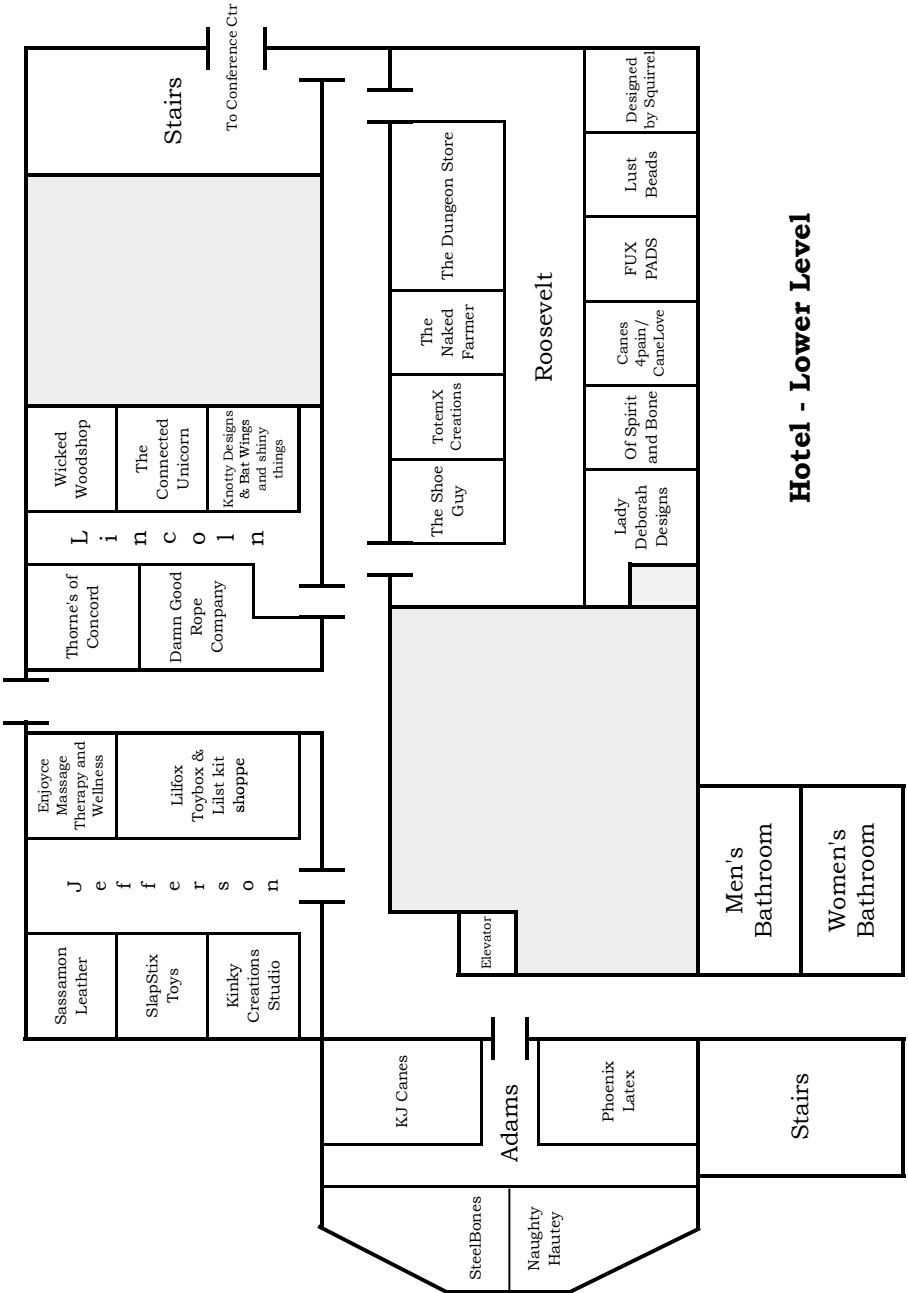 Hotel - Lower Level
Stairs
To Conference Ctr
Wicked
Woodshop
The
Connected
Unicorn
Knotty Designs
& Bat Wings
and shiny
things
Lincoln
Thorne's of
Concord
Damn Good
Rope
Company
Enjoyce
Massage
Therapy and
Wellness
Lilfox
Toybox &
Lilst kit
shoppe
Jefferson
Sassamon
Leather
SlapStix
Toys
Kinky
Creations
Studio
The Dungeon Store
The
Naked
Farmer
TotemX
Creations
The Shoe
Guy
Roosevelt
Designed
by Squirrel
Lust
Beads
FUX
PADS
Canes
4pain/
CaneLove
Of Spirit
and Bone
Lady
Deborah
Designs
Elevator
Men's
Bathroom
Women's
Bathroom
KJ Canes
Adams
Phoenix
Latex
Stairs
SteelBones
Naughty
Hautey